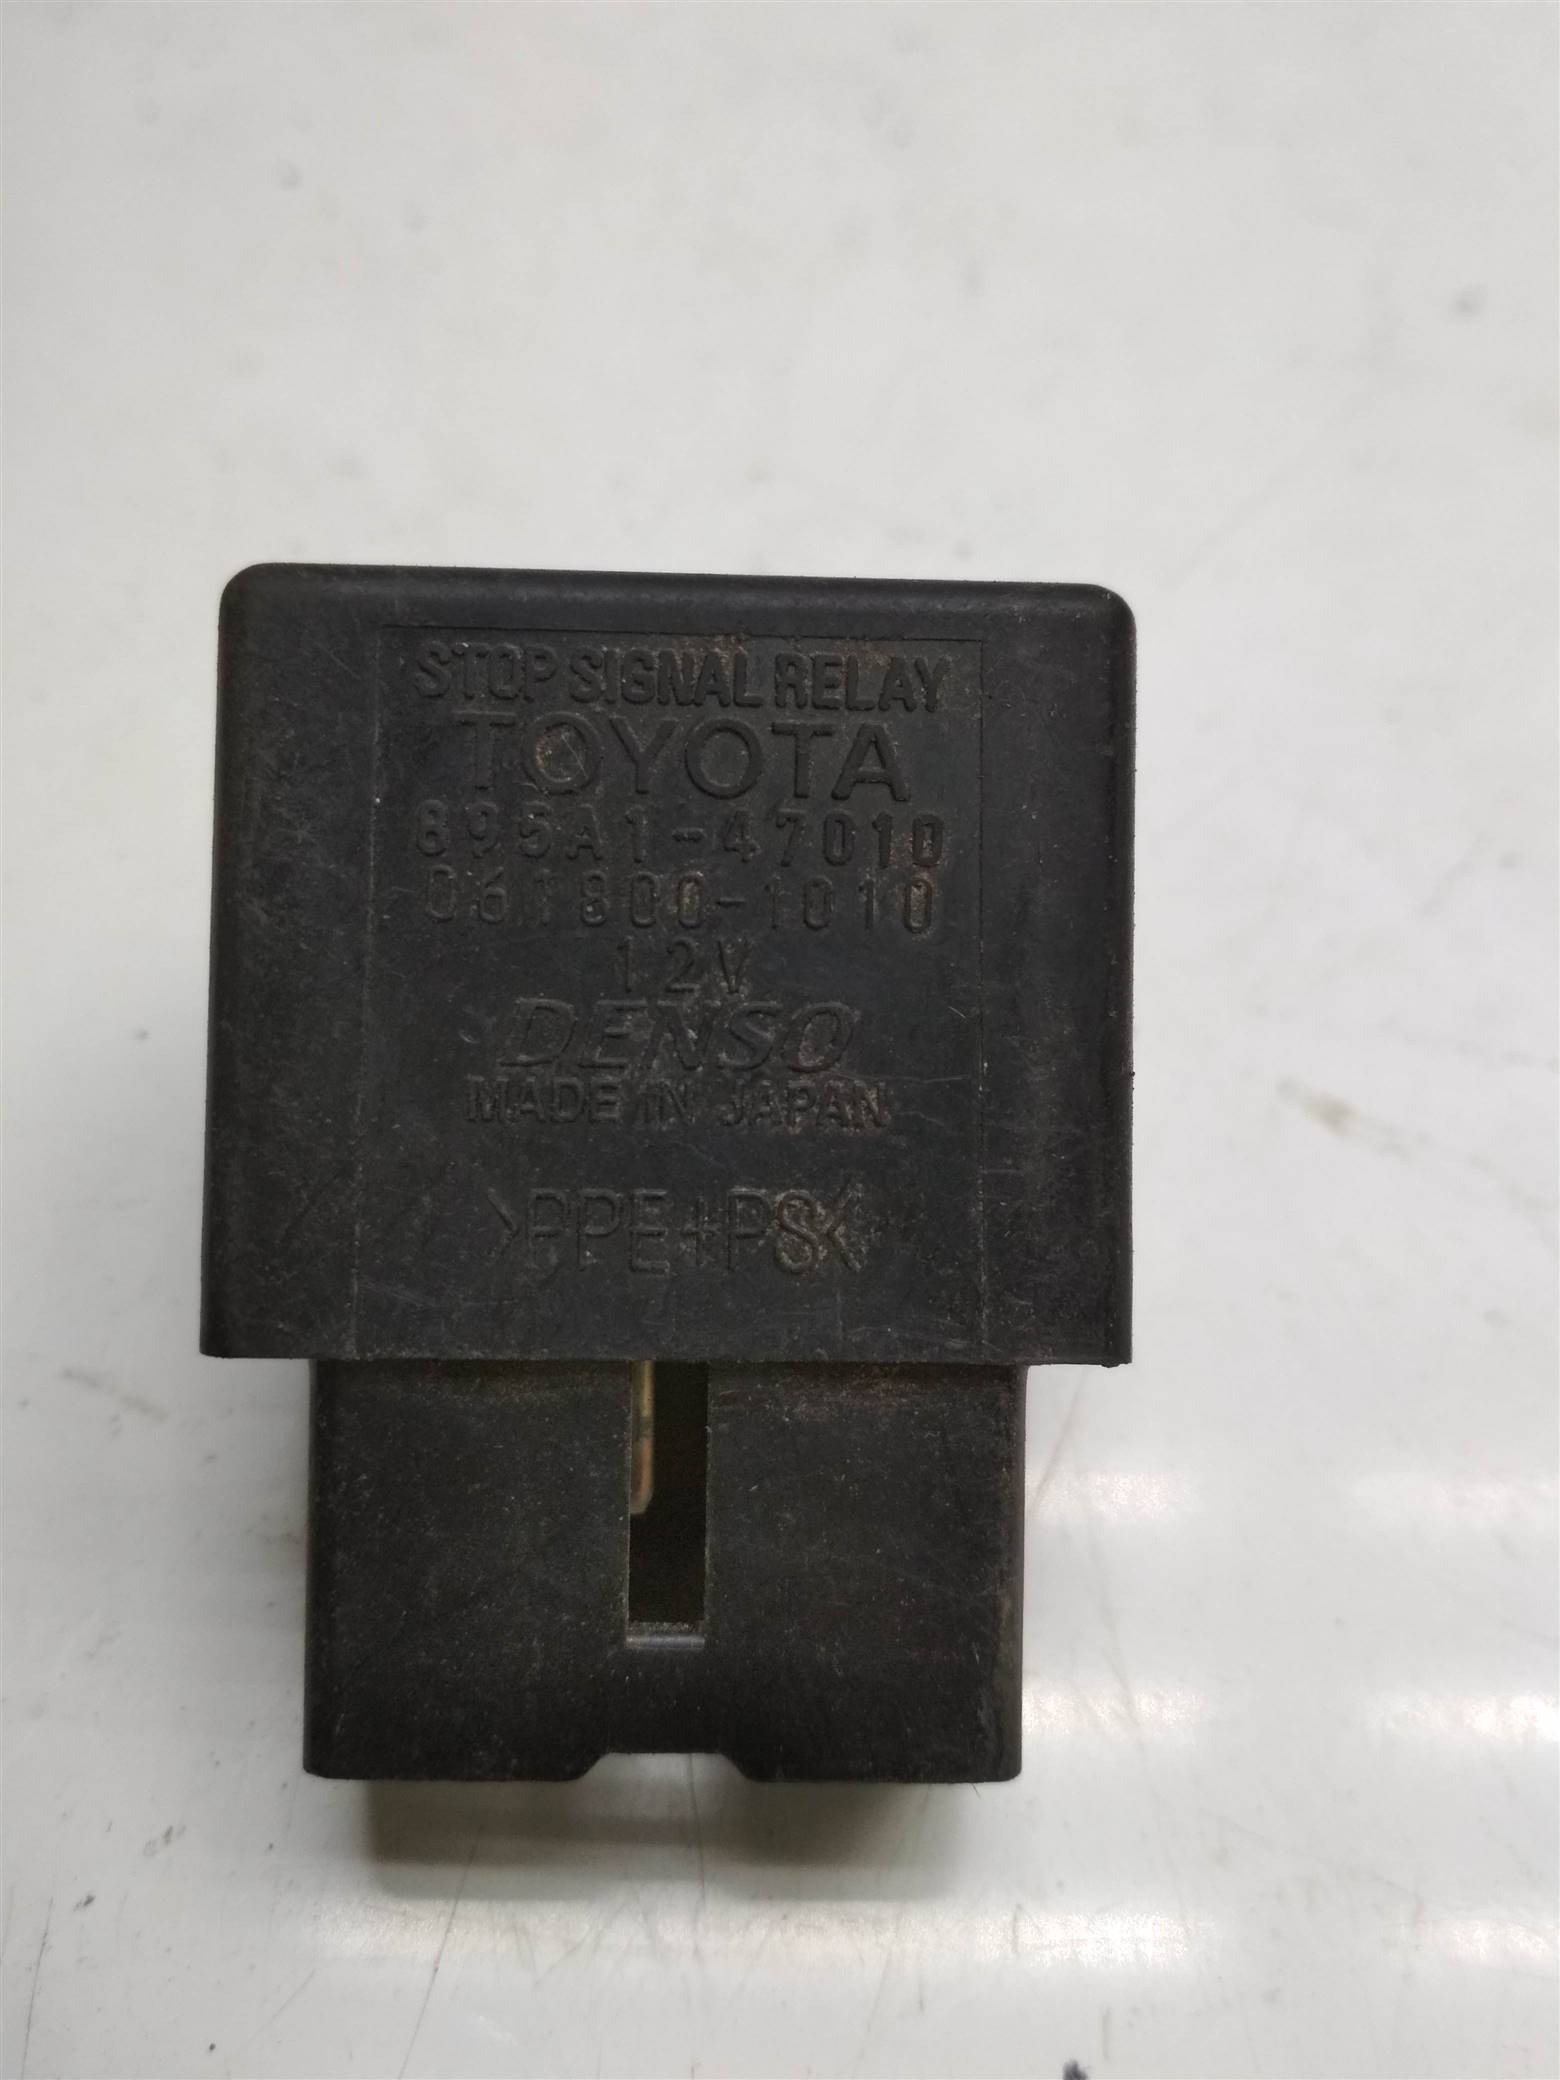 STOP SIGNAL RELAY
TOYOTA
895A1-47010
061800-1010
12V
DENSO
MADE IN JAPAN
>PPE+PS<